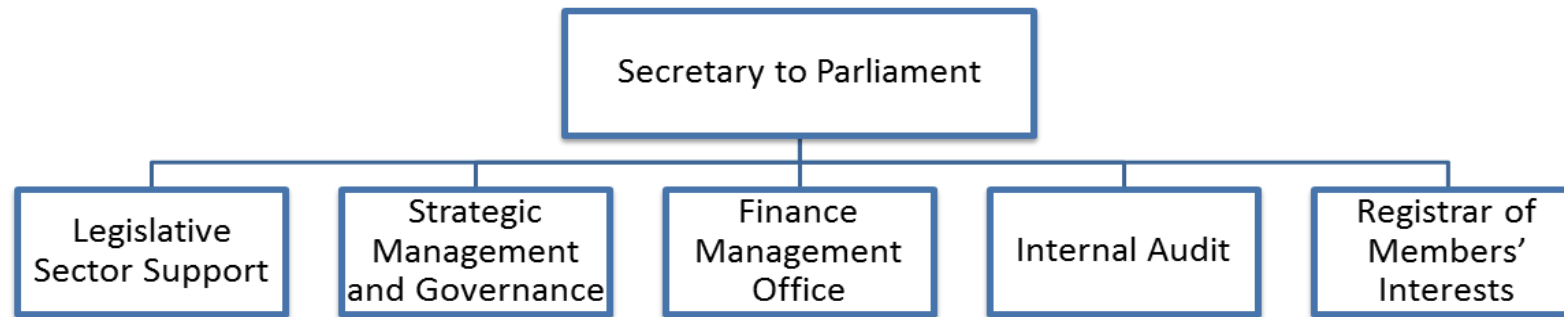 Secretary to Parliament
Legislative
Sector Support
Strategic
Management
and Governance
Finance
Management
Office
Internal Audit
Registrar of
Members’
Interests